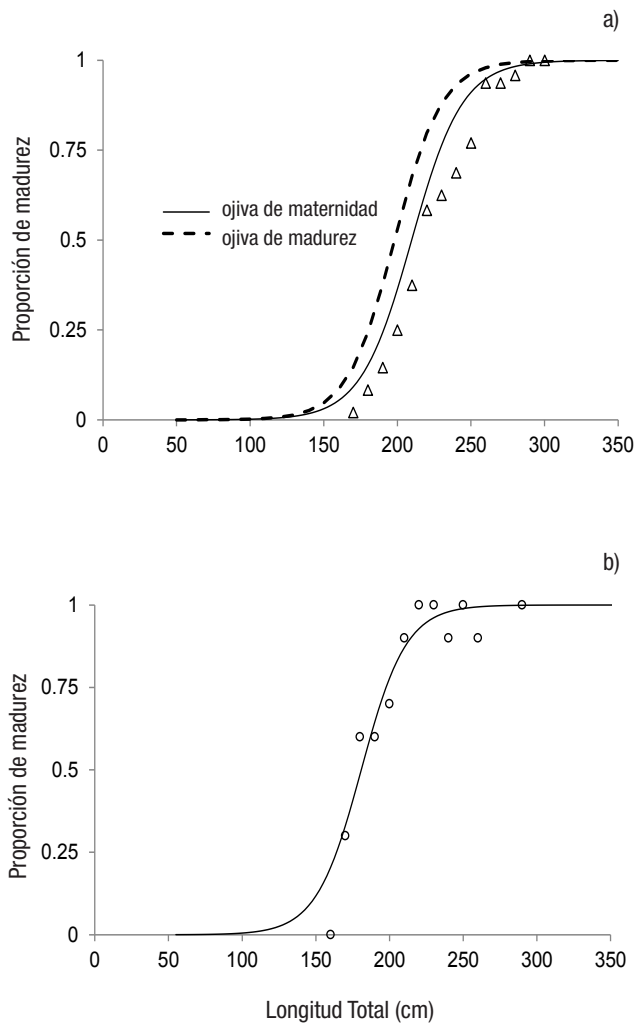 a)
1
0.75
0.5
0.25
0
Proporción de madurez
ojiva de maternidad
ojiva de madurez
0 50 100 150 200 250 300 350
0
b)
1
0.75
0.5
0.25
0
Proporción de madurez
0 50 100 150 200 250 300 350
Longitud Total (cm)